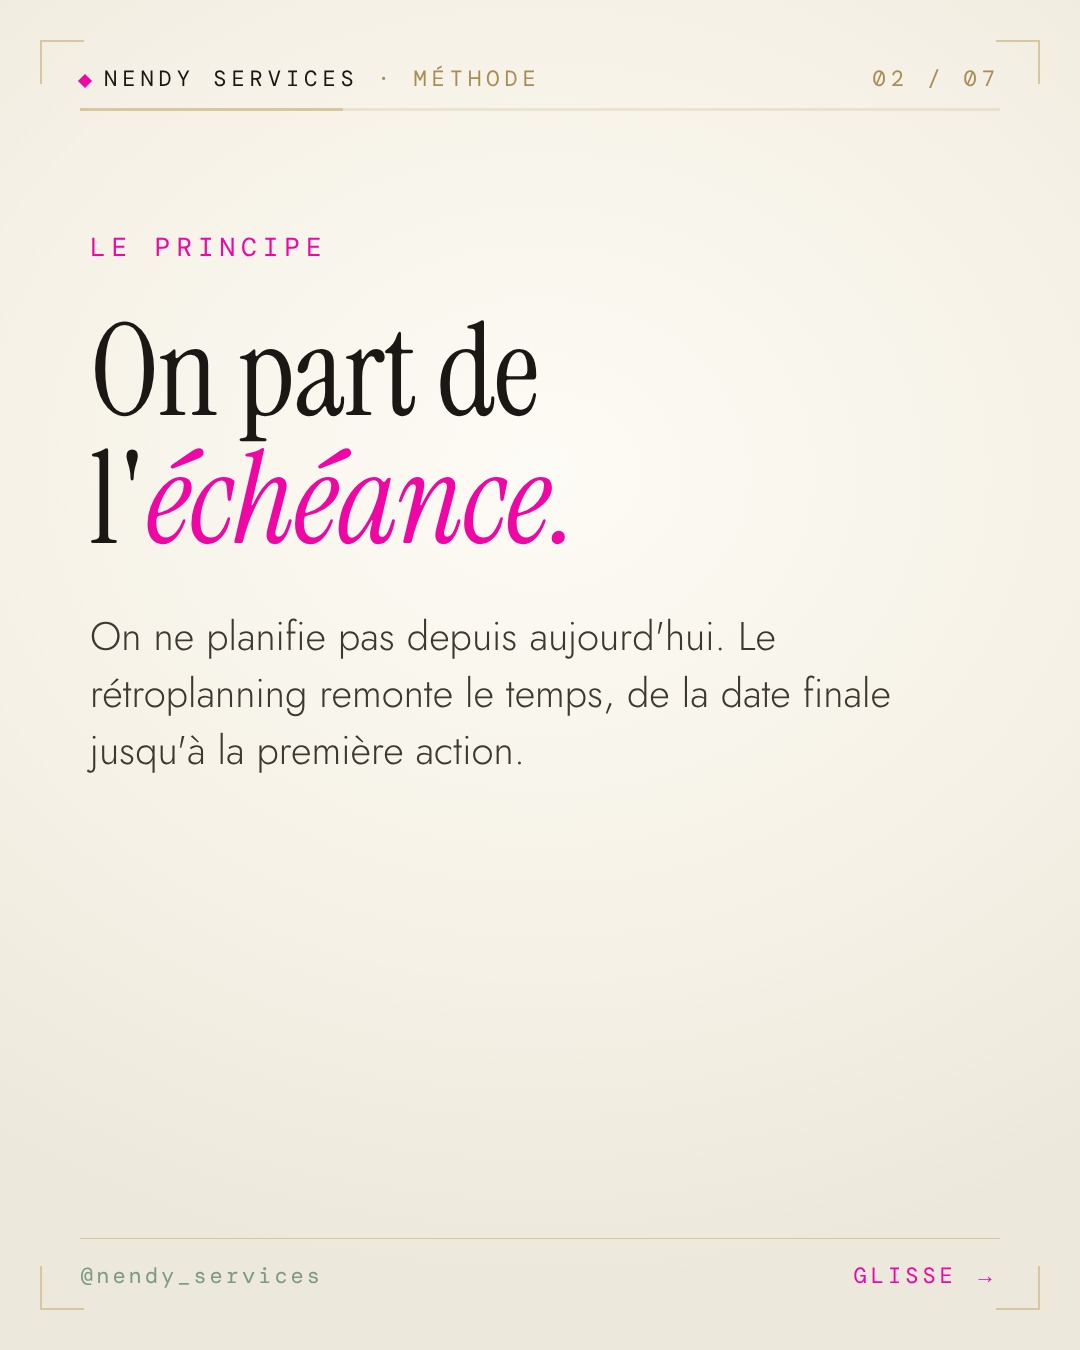 ◆ NENDY SERVICES · MÉTHODE 02 / 07
LE PRINCIPE
On part de
l'échéance.
On ne planifie pas depuis aujourd'hui. Le
rétroplanning remonte le temps, de la date finale
jusqu'à la première action.
@nendy_services GLISSE →